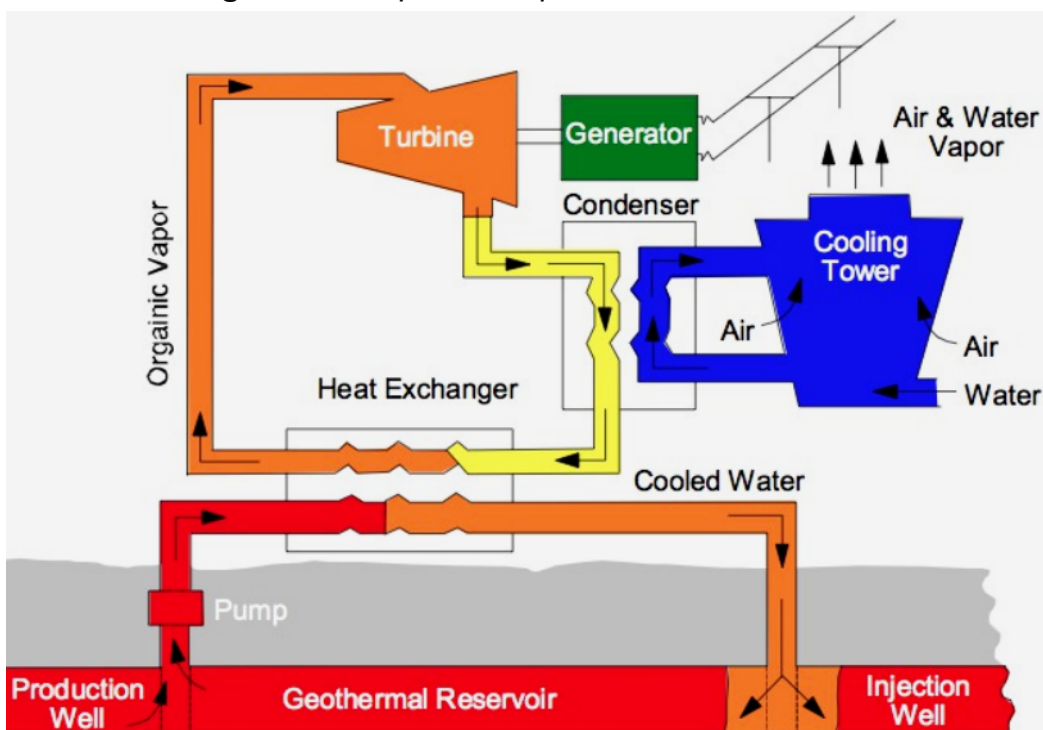 Turbine
Generator
Air & Water
Vapor
Condenser
Cooling
Tower
Orgainic Vapor
Air
Air
Water
Heat Exchanger
Cooled Water
Pump
Production
Well
Geothermal Reservoir
Injection
Well